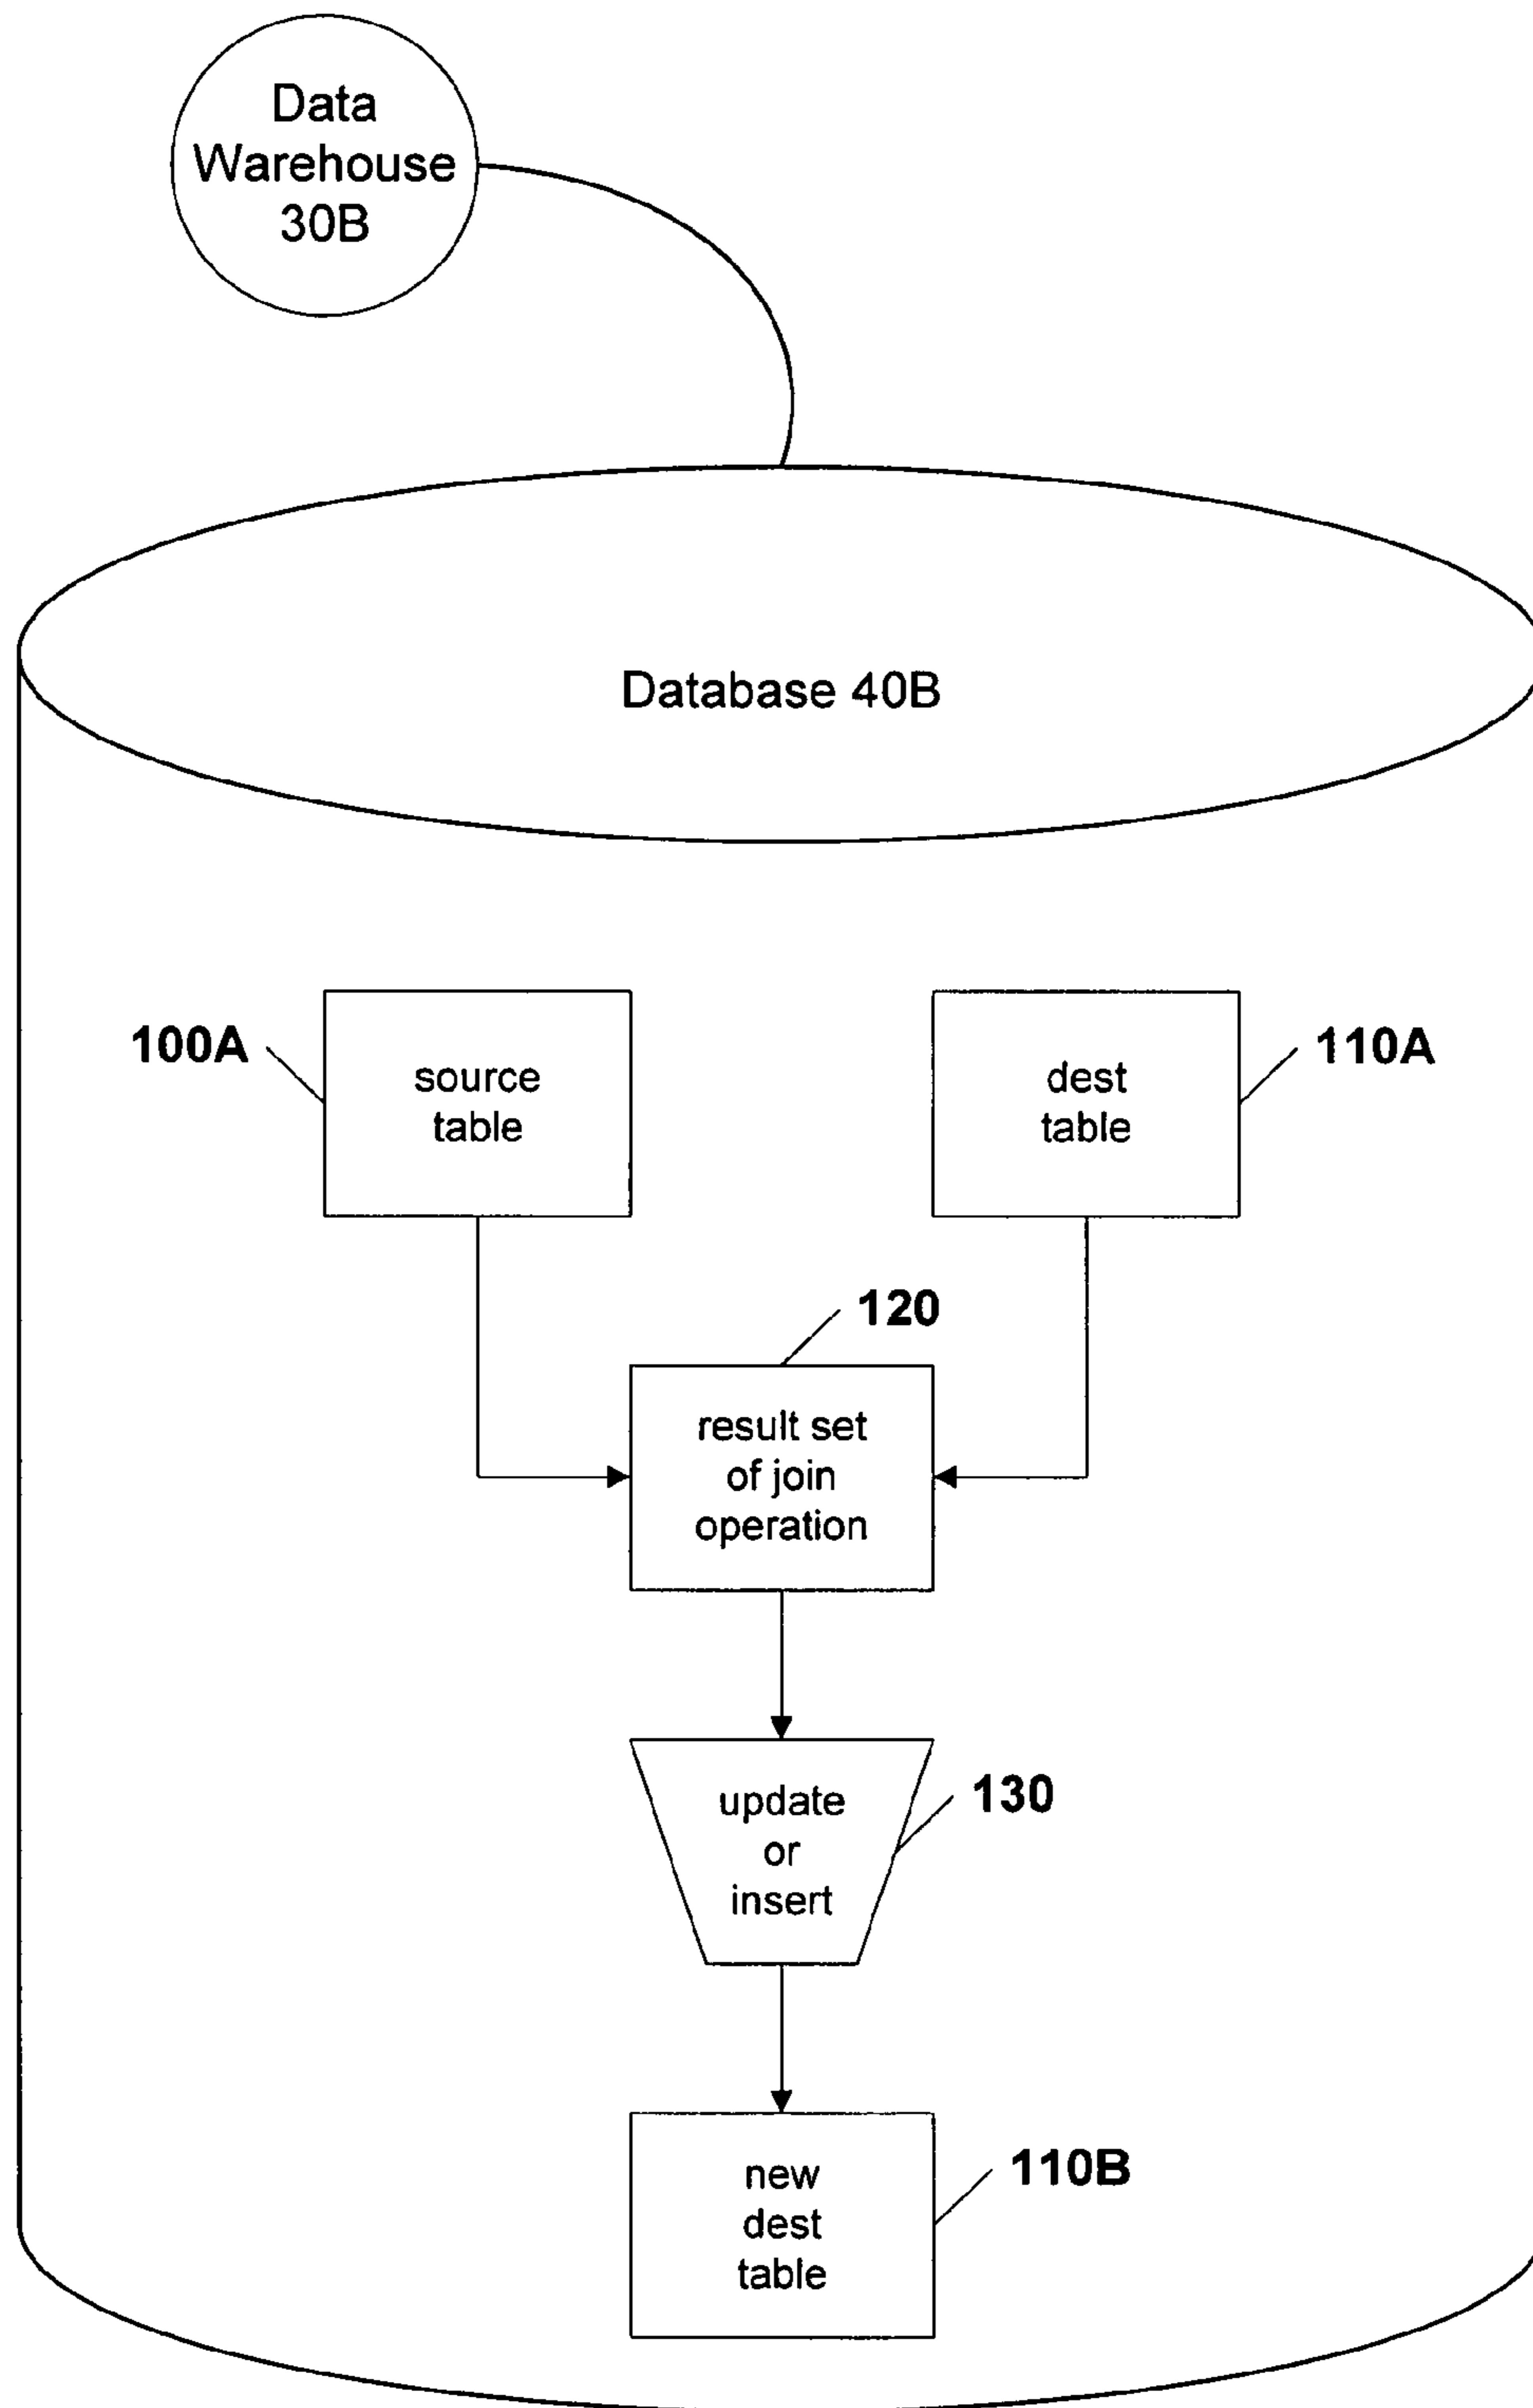 Data
Warehouse
30B
Database 40B
100A
source
table
dest
table
110A
120
result set
of join
operation
update
or
insert
130
new
dest
table
110B